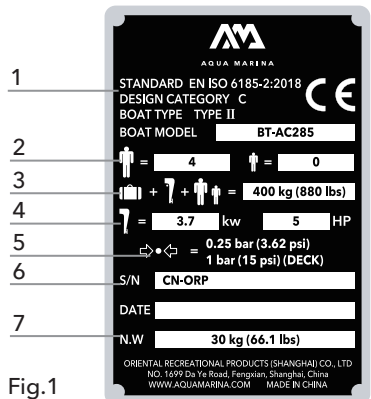 AQUA MARINA
1 STANDARD EN ISO 6185-2:2018 CE
DESIGN CATEGORY C
BOAT TYPE TYPE II
BOAT MODEL BT-AC285
2 = 4 = 0
3 + + = 400 kg (880 lbs)
4 = 3.7 kw 5 HP
5 = 0.25 bar (3.62 psi)
1 bar (15 psi) (DECK)
6 S/N CN-ORP
DATE
7 N.W 30 kg (66.1 lbs)
ORIENTAL RECREATIONAL PRODUCTS (SHANGHAI) CO., LTD
NO. 1699 Da Ye Road, Fengxian, Shanghai, China
WWW.AQUAMARINA.COM MADE IN CHINA
Fig.1